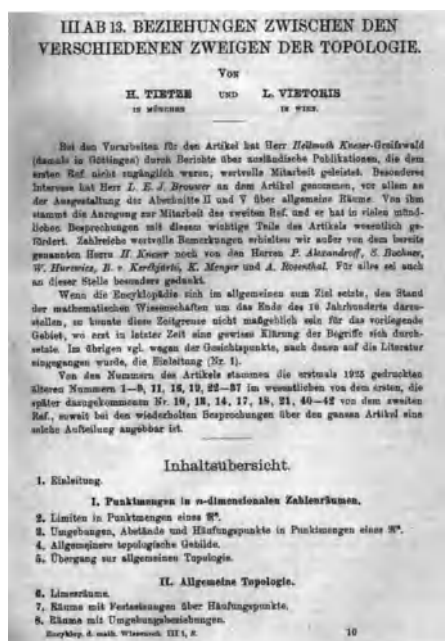 III AB 13. BEZIEHUNGEN ZWISCHEN DEN
VERSCHIEDENEN ZWEIGEN DER TOPOLOGIE.
VON
H. TIETZE UND L. VIETORIS
IN MÜNCHEN IN WIEN.
Bei den Vorarbeiten für den Artikel hat Herr Hellmuth Kneser-Greifswald
(damals in Göttingen) durch Berichte über ausländische Publikationen, die dem
ersten Ref. nicht zugänglich waren, wertvolle Mitarbeit geleistet. Besonderes
Interesse hat Herr L. E. J. Brouwer an dem Artikel genommen, vor allem an
der Ausgestaltung der Abschnitte II und V über allgemeine Räume. Von ihm
stammt die Anregung zur Mitarbeit des zweiten Ref. und er hat in vielen münd-
lichen Besprechungen mit diesem wichtige Teile des Artikels wesentlich ge-
fördert. Zahlreiche wertvolle Bemerkungen erhielten wir außer von dem bereits
genannten Herrn H. Kneser noch von den Herren P. Alexandroff, S. Bochner,
W. Hurewicz, B. v. Kerékjártó, K. Menger und A. Rosenthal. Für alles sei auch
an dieser Stelle besonders gedankt.
Wenn die Encyklopädie sich im allgemeinen zum Ziel setzte, den Stand
der mathematischen Wissenschaften um das Ende des 19 Jahrhunderts darzu-
stellen, so konnte diese Zeitgrenze nicht maßgeblich sein für das vorliegende
Gebiet, wo erst in letzter Zeit eine gewisse Klärung der Begriffe sich durch-
setzte. Im übrigen vgl. wegen der Gesichtspunkte, nach denen auf die Literatur
eingegangen wurde, die Einleitung (Nr. 1).
Von den Nummern des Artikels stammen die erstmals 1925 gedruckten
älteren Nummern 1—9, 11, 16, 19, 22—37 im wesentlichen von dem ersten, die
später dazugekommenen Nr. 10, 13, 14, 17, 18, 21, 40—42 von dem zweiten
Ref., soweit bei den wiederholten Besprechungen über den ganzen Artikel eine
solche Aufteilung angebbar ist.
Inhaltsübersicht.
1. Einleitung.
I. Punktmengen in n-dimensionalen Zahlenräumen.
2. Limiten in Punktmengen eines ℜⁿ.
3. Umgebungen, Abstände und Häufungspunkte in Punktmengen eines ℜⁿ.
4. Allgemeinere topologische Gebilde.
5. Übergang zur allgemeinen Topologie.
II. Allgemeine Topologie.
6. Limesräume.
7. Räume mit Festsetzungen über Häufungspunkte.
8. Räume mit Umgebungsbeziehungen.
Encyklop. d. math. Wissensch. III 1, 2. 10